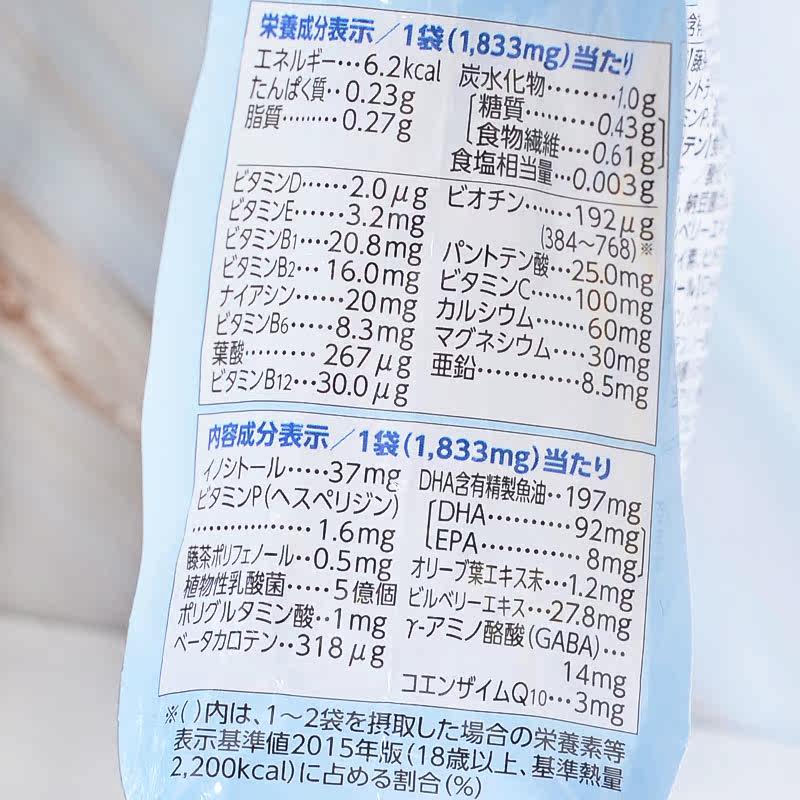 栄養成分表示／1袋(1,833mg)当たり
エネルギー…6.2kcal
たんぱく質‥0.23g
脂質………0.27g
炭水化物………1.0g
糖質………0.43g
食物繊維…0.61g
食塩相当量…0.003g
ビタミンD……2.0μg
ビタミンE……3.2mg
ビタミンB1…20.8mg
ビタミンB2…16.0mg
ナイアシン……20mg
ビタミンB6……8.3mg
葉酸………267μg
ビタミンB12…30.0μg
ビオチン……192μg
(384〜768)※
パントテン酸…25.0mg
ビタミンC……100mg
カルシウム……60mg
マグネシウム…30mg
亜鉛…………8.5mg
内容成分表示／1袋(1,833mg)当たり
イノシトール……37mg
ビタミンP(ヘスペリジン)
……………1.6mg
藤茶ポリフェノール‥0.5mg
植物性乳酸菌……5億個
ポリグルタミン酸‥1mg
ベータカロテン‥318μg
DHA含有精製魚油‥197mg
DHA…………92mg
EPA…………8mg
オリーブ葉エキス末…1.2mg
ビルベリーエキス…27.8mg
γ-アミノ酪酸(GABA)…
14mg
コエンザイムQ10…3mg
※( )内は、1〜2袋を摂取した場合の栄養素等
表示基準値2015年版(18歳以上、基準熱量
2,200kcal)に占める割合(%)